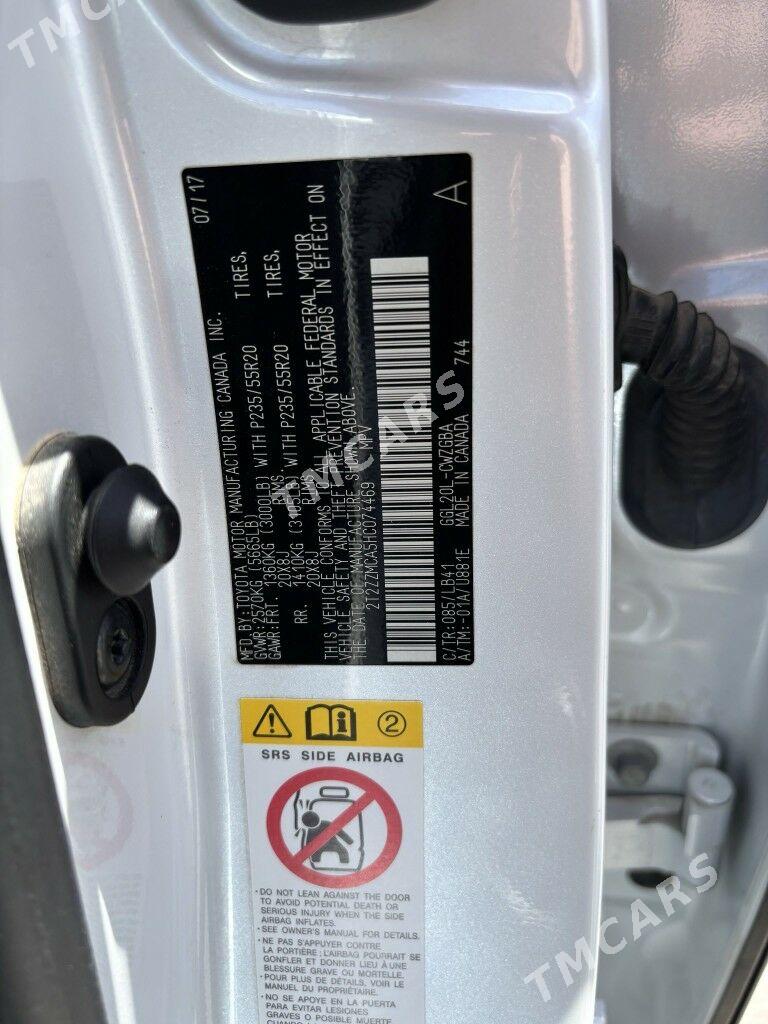 TMCARS
07/17
MFD BY:TOYOTA MOTOR MANUFACTURING CANADA INC.
GVWR:2570KG (5665LB)
GAWR:FRT. 1360KG (3000LB) WITH P235/55R20 TIRES,
20X8J RIMS
RR. 1410KG WITH P235/55R20 TIRES,
20X8J
THIS VEHICLE CONFORMS TO ALL APPLICABLE FEDERAL MOTOR
VEHICLE SAFETY AND THEFT PREVENTION STANDARDS IN EFFECT ON
THE DATE OF MANUFACTURE SHOWN ABOVE.
2T2ZZMCA5HC074469 MPV
C/TR:085/LBA1 GGL20L-CWZGBA
A/TM:-01A/U881E MADE IN CANADA 744
A
TMCARS
2
SRS SIDE AIRBAG
·DO NOT LEAN AGAINST THE DOOR
TO AVOID POTENTIAL DEATH OR
SERIOUS INJURY WHEN THE SIDE
AIRBAG INFLATES.
·SEE OWNER'S MANUAL FOR DETAILS.
·NE PAS S'APPUYER CONTRE
LA PORTIÈRE; L'AIRBAG POURRAIT SE
GONFLER ET DONNER LIEU À UNE
BLESSURE GRAVE OU MORTELLE.
·POUR PLUS DE DÉTAILS, VOIR LE
MANUEL DU PROPRIÉTAIRE.
·NO SE APOYE EN LA PUERTA
PARA EVITAR LESIONES
GRAVES O POSIBLE MUERTE
TMCARS